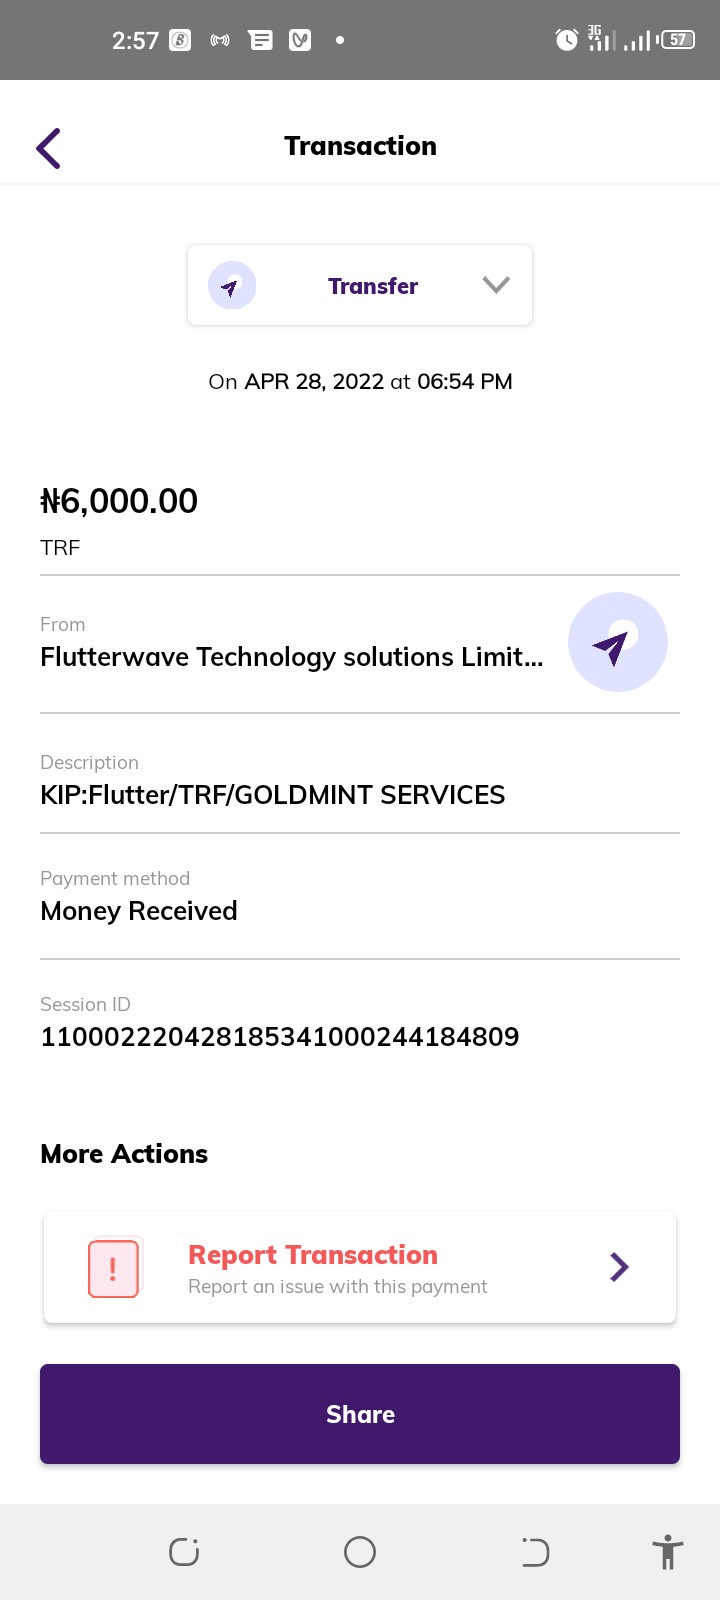 2:57
3G
57
Transaction
Transfer
On APR 28, 2022 at 06:54 PM
₦6,000.00
TRF
From
Flutterwave Technology solutions Limit...
Description
KIP:Flutter/TRF/GOLDMINT SERVICES
Payment method
Money Received
Session ID
110002220428185341000244184809
More Actions
Report Transaction
Report an issue with this payment
Share